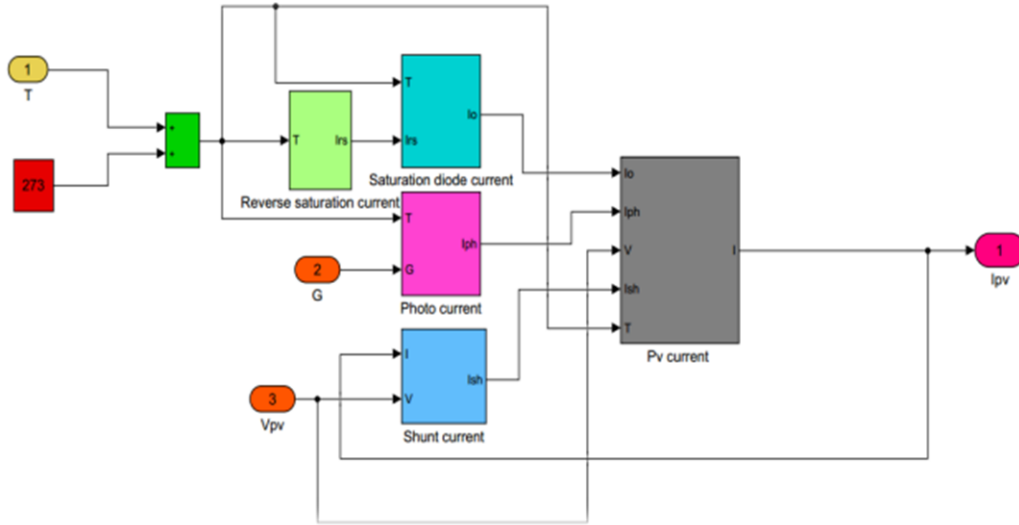 1
T
273
+
+
T
Irs
Reverse saturation current
T
Irs
Io
Saturation diode current
T
G
Iph
Photo current
2
G
I
V
Ish
Shunt current
3
Vpv
Io
Iph
V
Ish
T
I
Pv current
1
Ipv